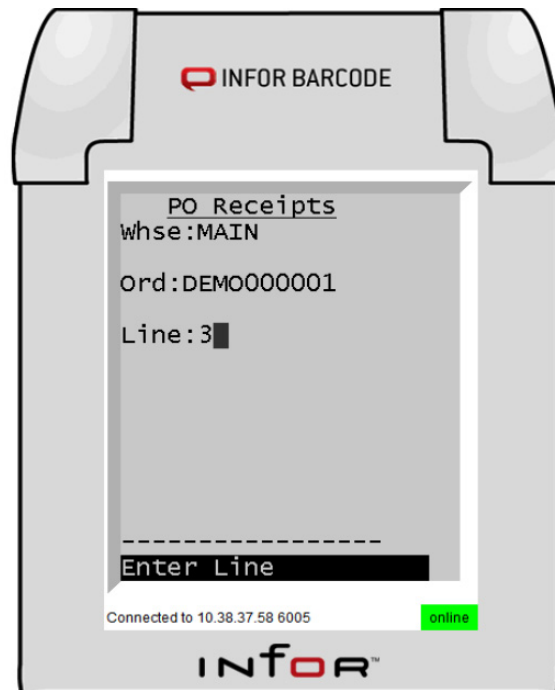 INFOR BARCODE
PO Receipts
Whse:MAIN
Ord:DEMO000001
Line:3
-----------------
Enter Line
Connected to 10.38.37.58 6005
online
INFOR™